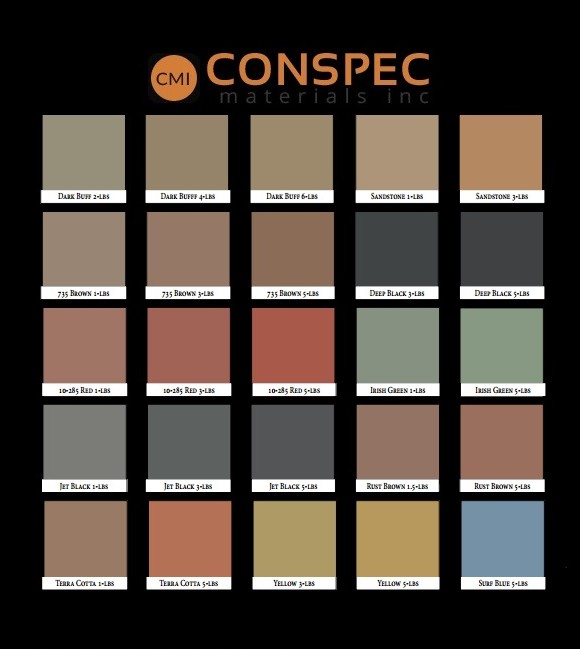 CMI CONSPEC
materials inc
Dark Buff 2-lbs
Dark Bufff 4-lbs
Dark Buff 6-lbs
Sandstone 1-lbs
Sandstone 3-lbs
735 Brown 1-lbs
735 Brown 3-lbs
735 Brown 5-lbs
Deep Black 3-lbs
Deep Black 5-lbs
10-285 Red 1-lbs
10-285 Red 3-lbs
10-285 Red 5-lbs
Irish Green 1-lbs
Irish Green 5-lbs
Jet Black 1-lbs
Jet Black 3-lbs
Jet Black 5-lbs
Rust Brown 1.5-lbs
Rust Brown 5-lbs
Terra Cotta 1-lbs
Terra Cotta 5-lbs
Yellow 3-lbs
Yellow 5-lbs
Surf Blue 5-lbs